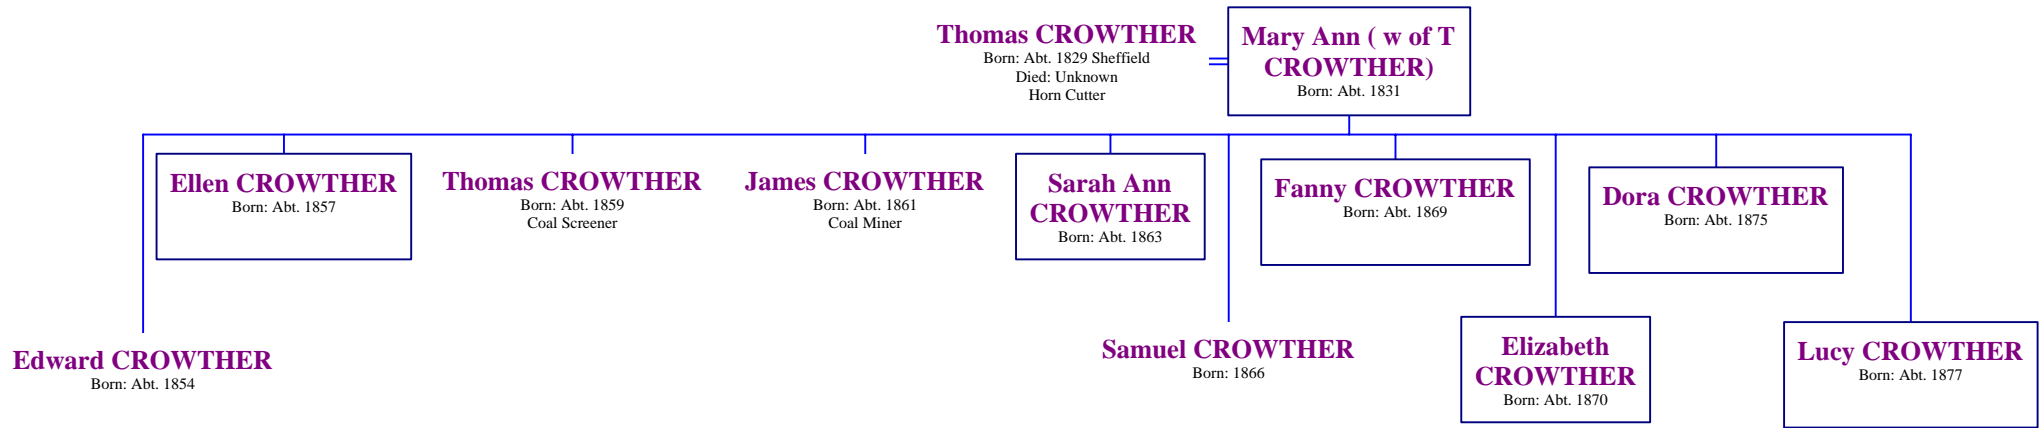 Thomas CROWTHER
Born: Abt. 1829 Sheffield
Died: Unknown
Horn Cutter
Mary Ann ( w of T
CROWTHER)
Born: Abt. 1831
Edward CROWTHER
Born: Abt. 1854
Ellen CROWTHER
Born: Abt. 1857
Thomas CROWTHER
Born: Abt. 1859
Coal Screener
James CROWTHER
Born: Abt. 1861
Coal Miner
Sarah Ann
CROWTHER
Born: Abt. 1863
Samuel CROWTHER
Born: 1866
Fanny CROWTHER
Born: Abt. 1869
Elizabeth
CROWTHER
Born: Abt. 1870
Dora CROWTHER
Born: Abt. 1875
Lucy CROWTHER
Born: Abt. 1877